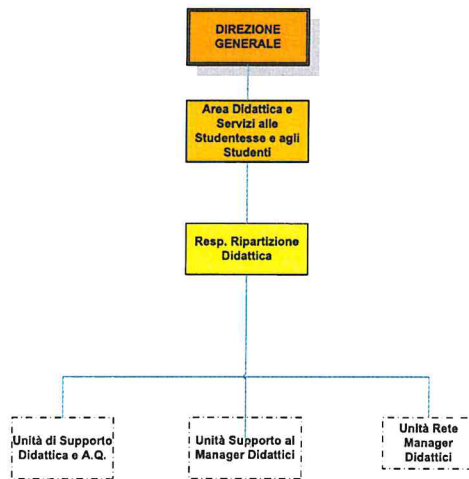 DIREZIONE
GENERALE
Area Didattica e
Servizi alle
Studentesse e agli
Studenti
Resp. Ripartizione
Didattica
Unità di Supporto
Didattica e A.Q.
Unità Supporto ai
Manager Didattici
Unità Rete
Manager
Didattici